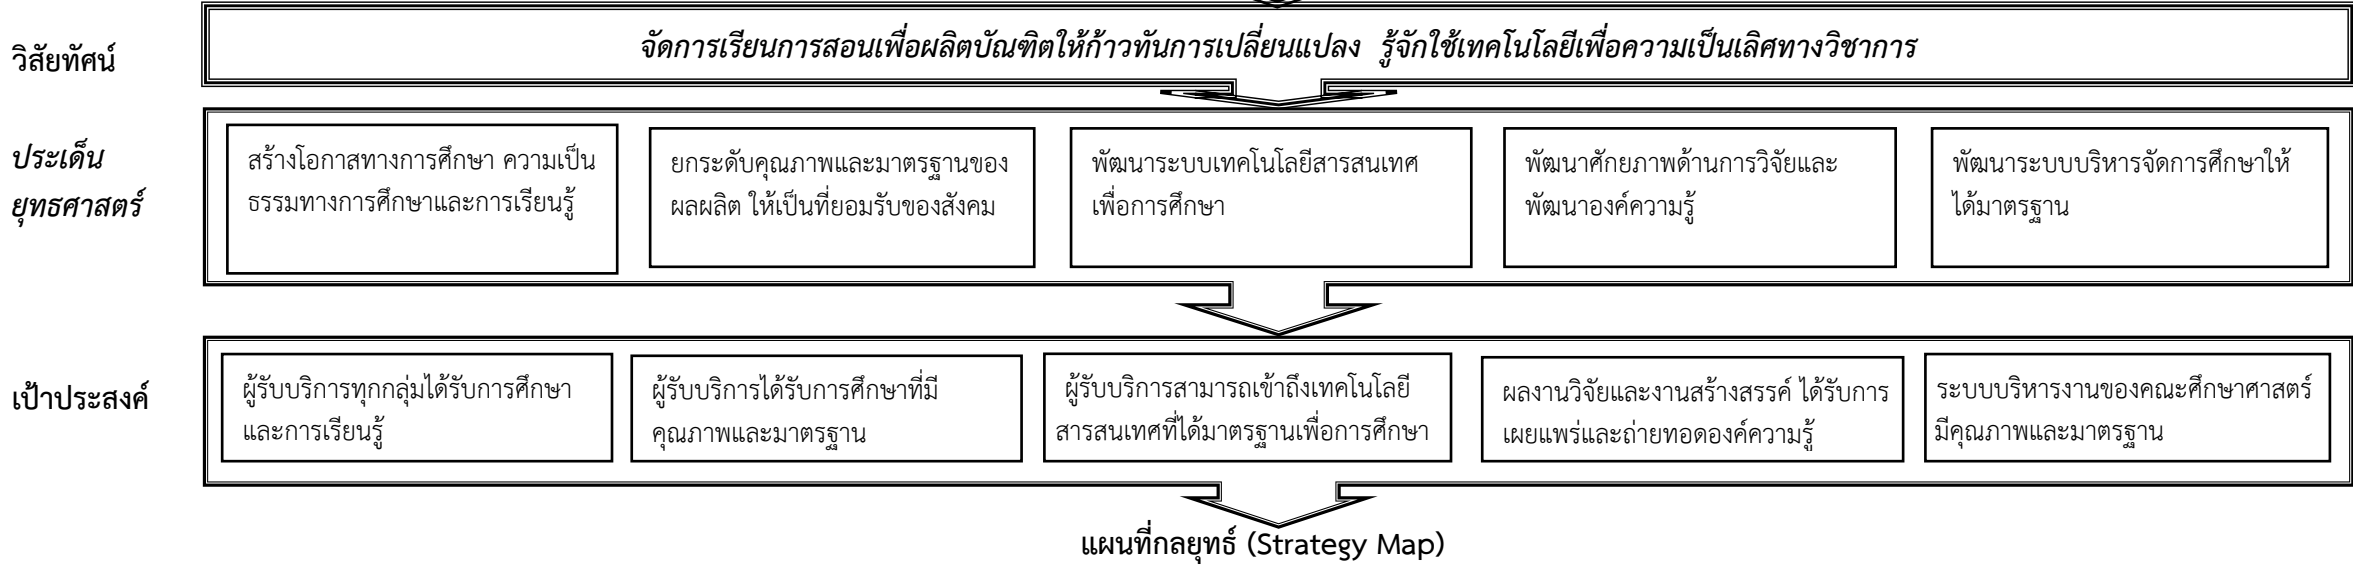 วิสัยทัศน์
จัดการเรียนการสอนเพื่อผลิตบัณฑิตให้ก้าวทันการเปลี่ยนแปลง รู้จักใช้เทคโนโลยีเพื่อความเป็นเลิศทางวิชาการ
ประเด็น
ยุทธศาสตร์
สร้างโอกาสทางการศึกษา ความเป็น
ธรรมทางการศึกษาและการเรียนรู้
ยกระดับคุณภาพและมาตรฐานของ
ผลผลิต ให้เป็นที่ยอมรับของสังคม
พัฒนาระบบเทคโนโลยีสารสนเทศ
เพื่อการศึกษา
พัฒนาศักยภาพด้านการวิจัยและ
พัฒนาองค์ความรู้
พัฒนาระบบบริหารจัดการศึกษาให้
ได้มาตรฐาน
เป้าประสงค์
ผู้รับบริการทุกกลุ่มได้รับการศึกษา
และการเรียนรู้
ผู้รับบริการได้รับการศึกษาที่มี
คุณภาพและมาตรฐาน
ผู้รับบริการสามารถเข้าถึงเทคโนโลยี
สารสนเทศที่ได้มาตรฐานเพื่อการศึกษา
ผลงานวิจัยและงานสร้างสรรค์ ได้รับการ
เผยแพร่และถ่ายทอดองค์ความรู้
ระบบบริหารงานของคณะศึกษาศาสตร์
มีคุณภาพและมาตรฐาน
แผนที่กลยุทธ์ (Strategy Map)